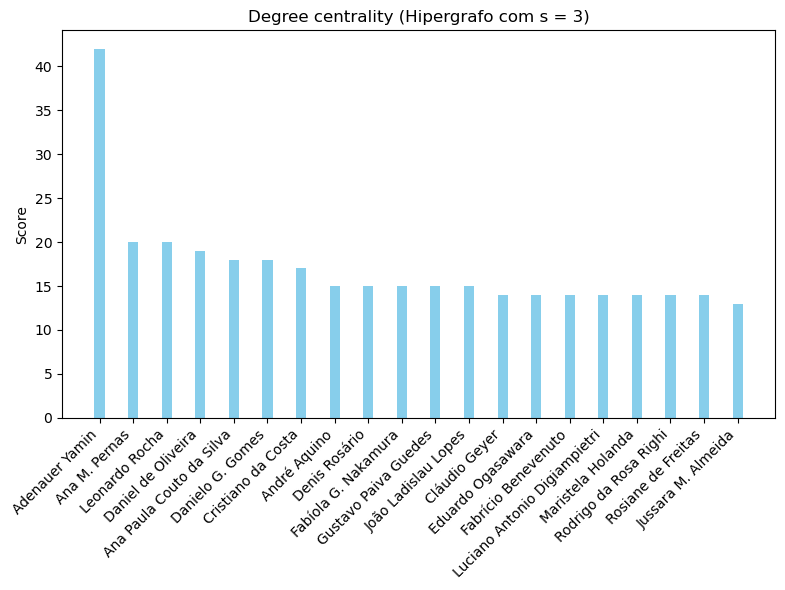 Degree centrality (Hipergrafo com s = 3)
Score
40
35
30
25
20
15
10
5
0
Adenauer Yamin
Ana M. Pernas
Leonardo Rocha
Daniel de Oliveira
Ana Paula Couto da Silva
Danielo G. Gomes
Cristiano da Costa
André Aquino
Denis Rosário
Fabíola G. Nakamura
Gustavo Paiva Guedes
João Ladislau Lopes
Cláudio Geyer
Eduardo Ogasawara
Fabrício Benevenuto
Luciano Antonio Digiampietri
Maristela Holanda
Rodrigo da Rosa Righi
Rosiane de Freitas
Jussara M. Almeida